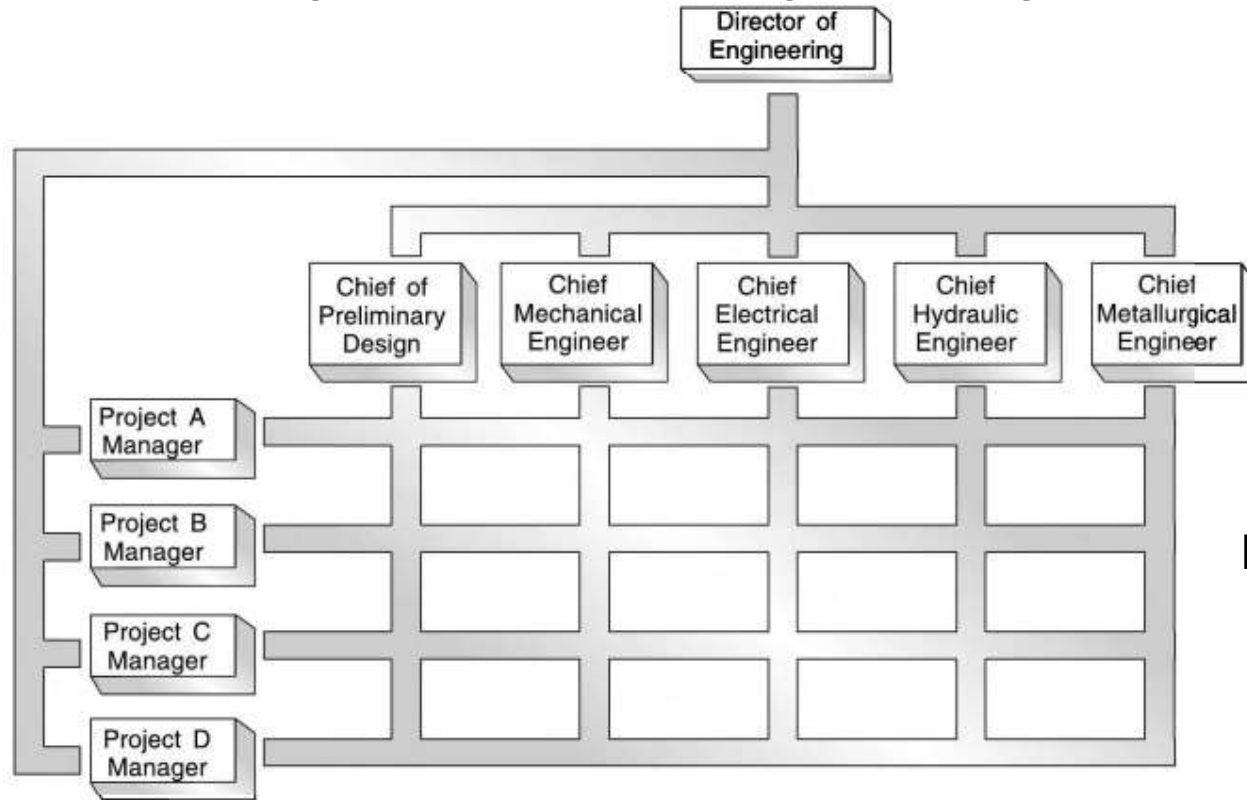 Director of
Engineering
Chief of
Preliminary
Design
Chief
Mechanical
Engineer
Chief
Electrical
Engineer
Chief
Hydraulic
Engineer
Chief
Metallurgical
Engineer
Project A
Manager
Project B
Manager
Project C
Manager
Project D
Manager